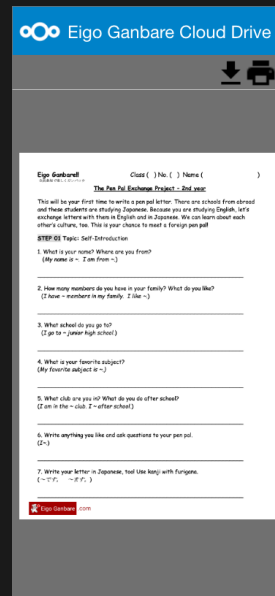 Eigo Ganbare Cloud Drive
Eigo Ganbare!! Class ( ) No. ( ) Name ( )
The Pen Pal Exchange Project - 2nd year
This will be your first time to write a pen pal letter. There are schools from abroad
and these students are studying Japanese. Because you are studying English, let's
exchange letters with them in English and in Japanese. We can learn about each
other's culture, too. This is your chance to meet a foreign pen pal!
STEP 01 Topic: Self-Introduction
1. What is your name? Where are you from?
(My name is ~. I am from ~.)
2. How many members do you have in your family? What do you like?
(I have ~ members in my family. I like ~.)
3. What school do you go to?
(I go to ~ junior high school.)
4. What is your favorite subject?
(My favorite subject is ~.)
5. What club are you in? What do you do after school?
(I am in the ~ club. I ~ after school.)
6. Write anything you like and ask questions to your pen pal.
(I~.)
7. Write your letter in Japanese, too! Use kanji with furigana.
(~です。 ~ます。)
Eigo Ganbare .com